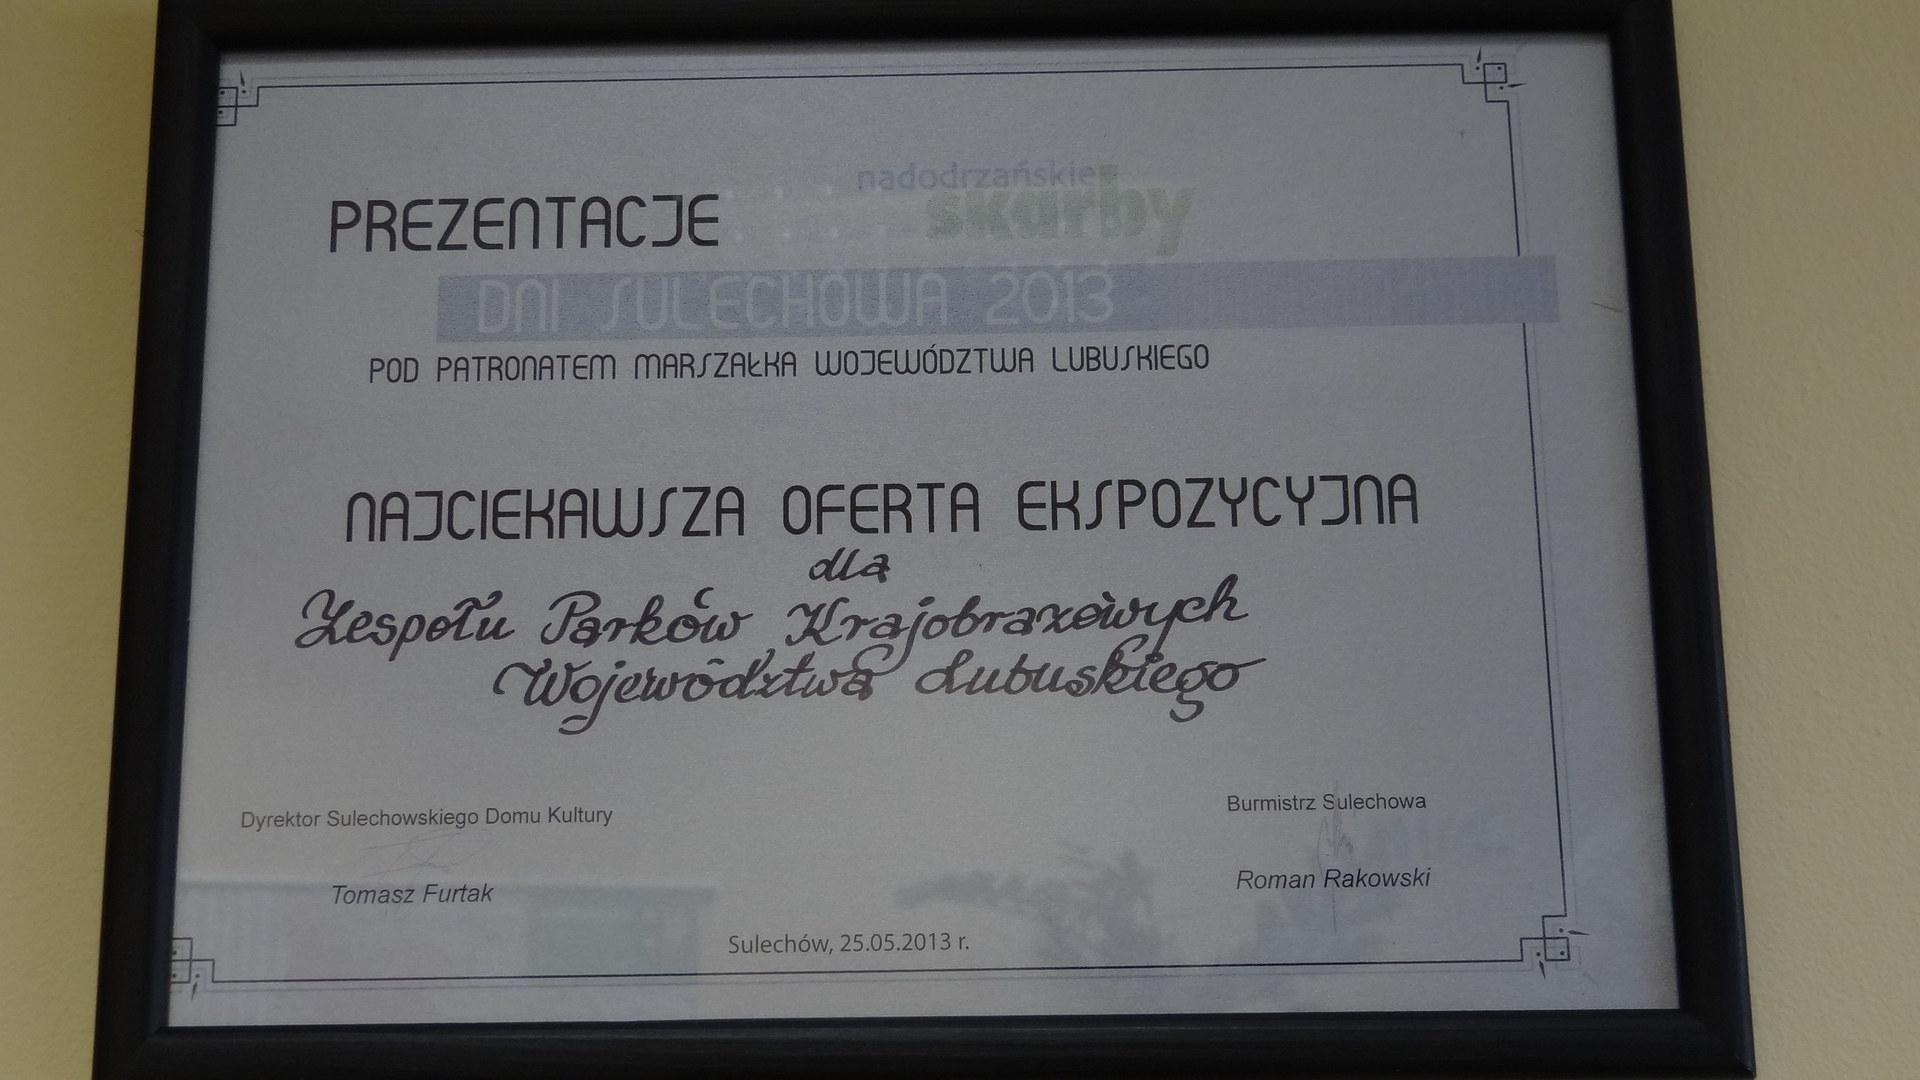 nadodrzańskie
PREZENTACJE skarby
DNI SULECHOWA 2013
POD PATRONATEM MARSZAŁKA WOJEWÓDZTWA LUBUSKIEGO
NAJCIEKAWSZA OFERTA EKSPOZYCYJNA
dla
Zespołu Parków Krajobrazowych
Województwa Lubuskiego
Dyrektor Sulechowskiego Domu Kultury
Burmistrz Sulechowa
Tomasz Furtak
Roman Rakowski
Sulechów, 25.05.2013 r.